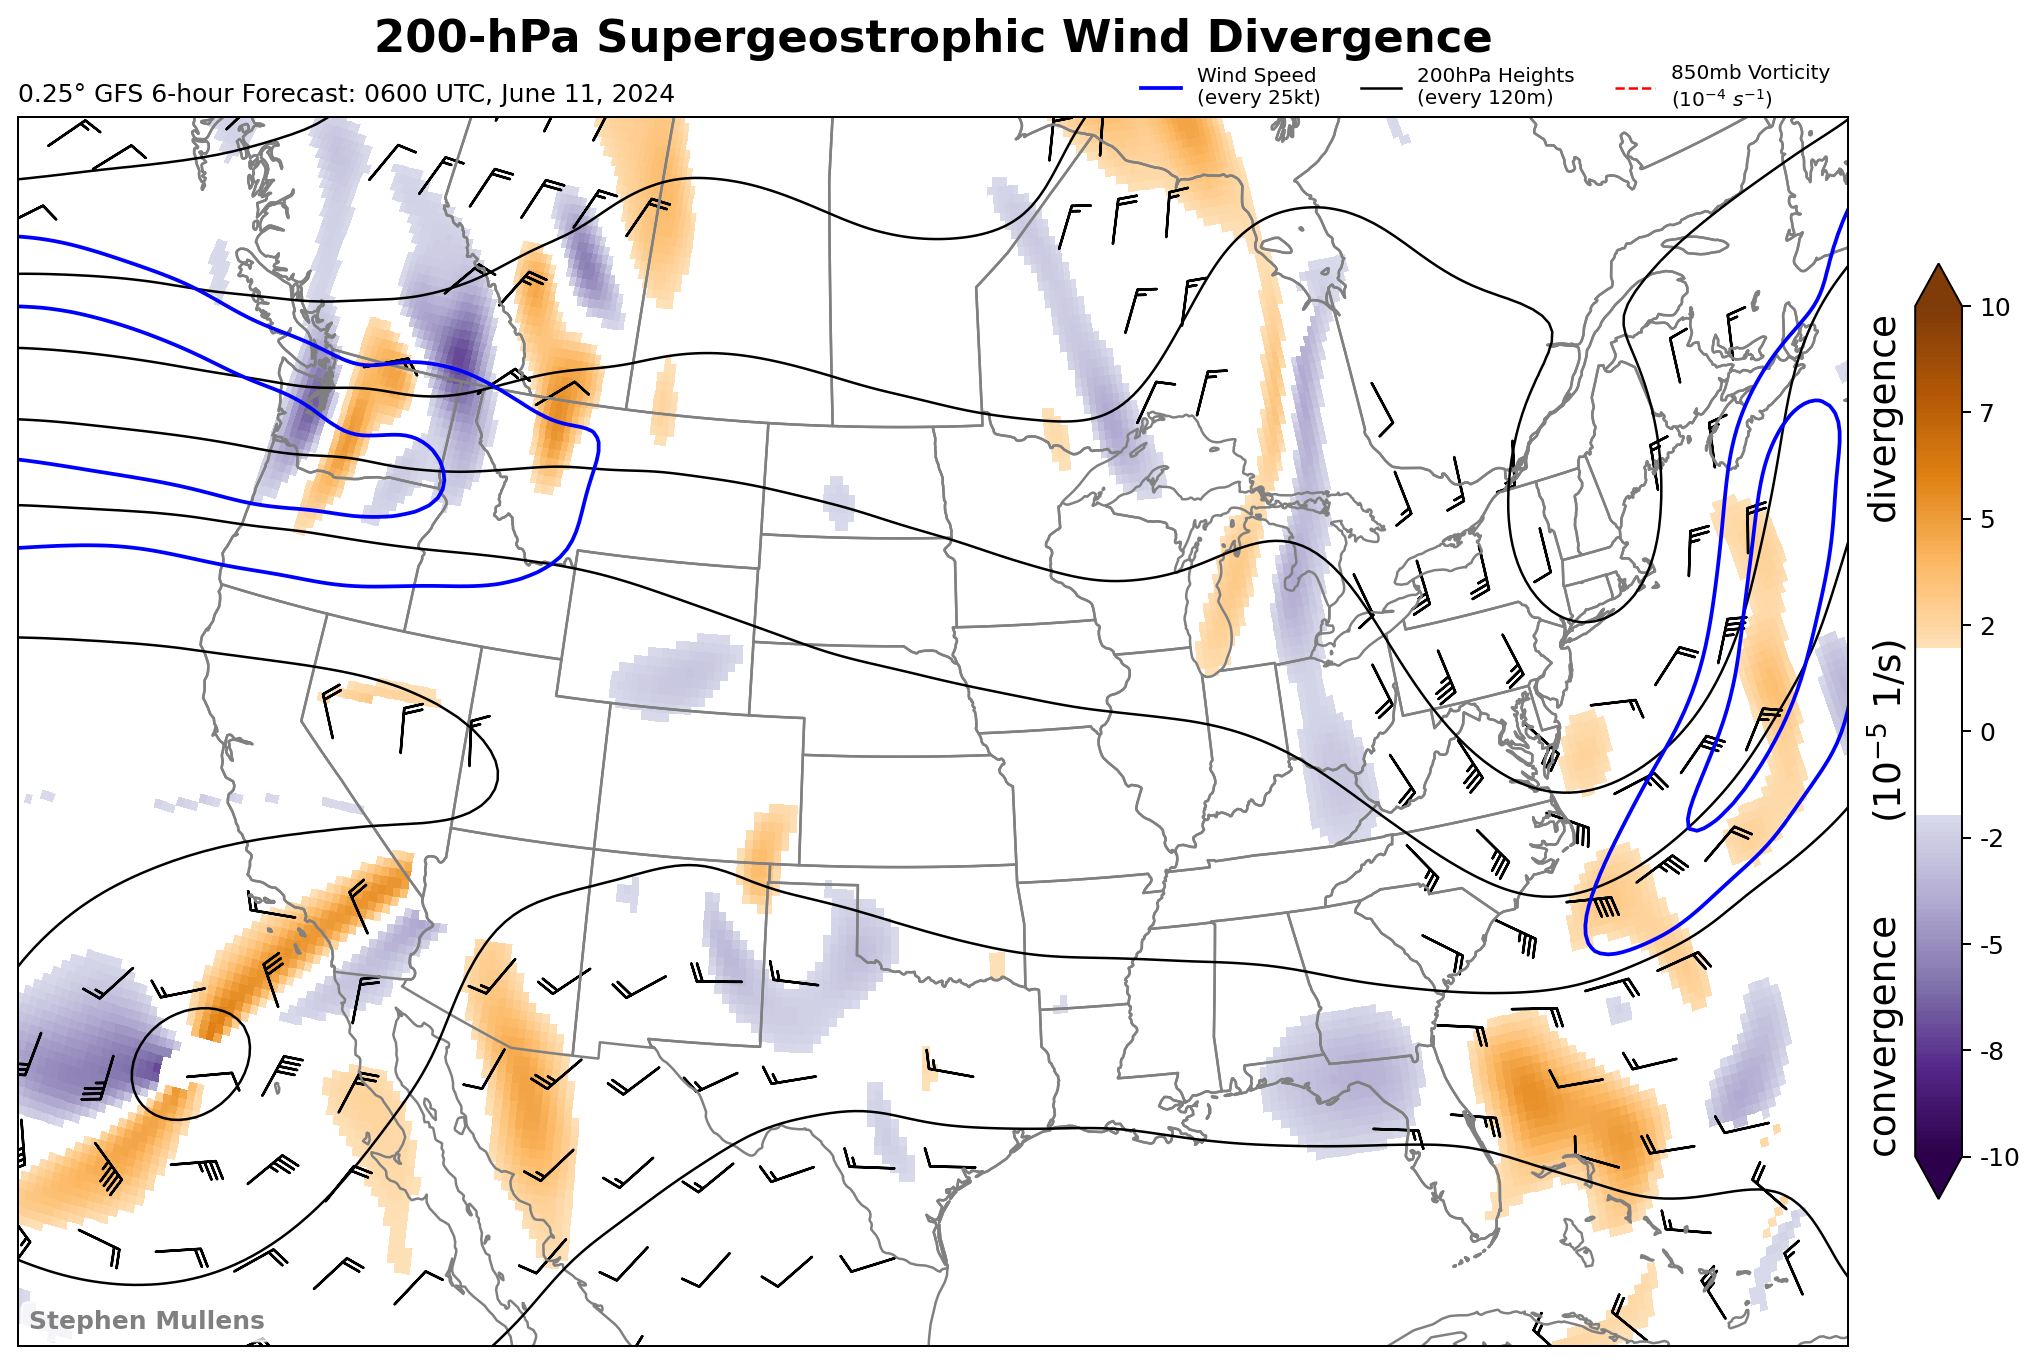 200-hPa Supergeostrophic Wind Divergence
0.25° GFS 6-hour Forecast: 0600 UTC, June 11, 2024
Wind Speed
(every 25kt)
200hPa Heights
(every 120m)
850mb Vorticity
(10⁻⁴ s⁻¹)
10
7
5
2
0
-2
-5
-8
-10
convergence (10⁻⁵ 1/s) divergence
Stephen Mullens